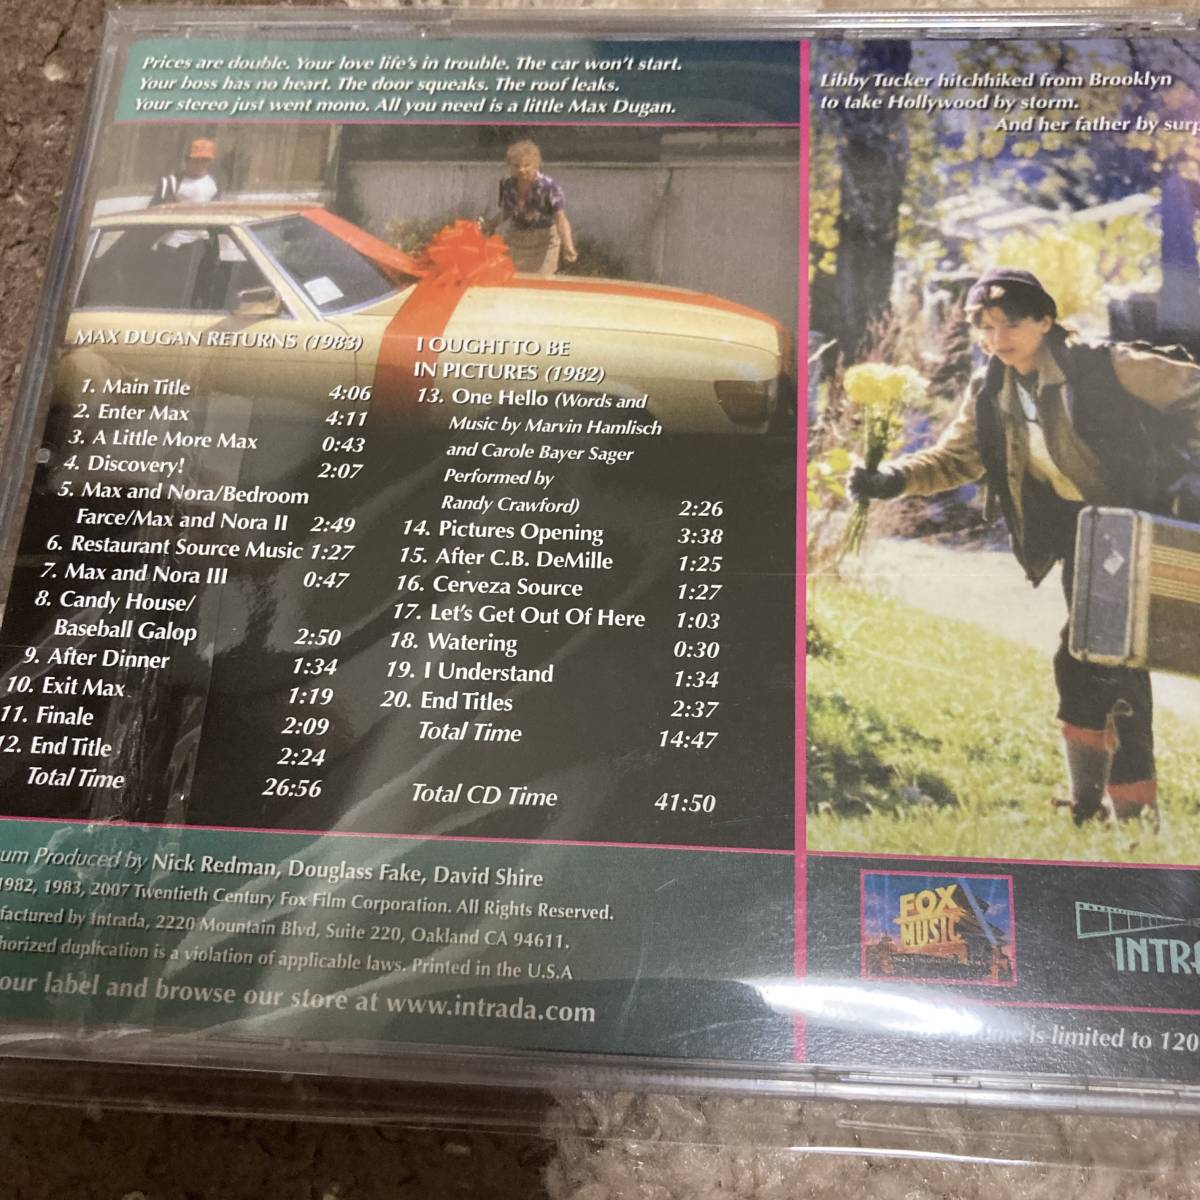 Prices are double. Your love life's in trouble. The car won't start.
Your boss has no heart. The door squeaks. The roof leaks.
Your stereo just went mono. All you need is a little Max Dugan.
Libby Tucker hitchhiked from Brooklyn
to take Hollywood by storm.
And her father by surp
MAX DUGAN RETURNS (1983)
1. Main Title 4:06
2. Enter Max 4:11
3. A Little More Max 0:43
4. Discovery! 2:07
5. Max and Nora/Bedroom
Farce/Max and Nora II 2:49
6. Restaurant Source Music 1:27
7. Max and Nora III 0:47
8. Candy House/
Baseball Galop 2:50
9. After Dinner 1:34
10. Exit Max 1:19
11. Finale 2:09
12. End Title 2:24
Total Time 26:56
I OUGHT TO BE
IN PICTURES (1982)
13. One Hello (Words and
Music by Marvin Hamlisch
and Carole Bayer Sager
Performed by
Randy Crawford) 2:26
14. Pictures Opening 3:38
15. After C.B. DeMille 1:25
16. Cerveza Source 1:27
17. Let's Get Out Of Here 1:03
18. Watering 0:30
19. I Understand 1:34
20. End Titles 2:37
Total Time 14:47
Total CD Time 41:50
um Produced by Nick Redman, Douglass Fake, David Shire
1982, 1983, 2007 Twentieth Century Fox Film Corporation. All Rights Reserved.
factured by Intrada, 2220 Mountain Blvd, Suite 220, Oakland CA 94611.
horized duplication is a violation of applicable laws. Printed in the U.S.A
our label and browse our store at www.intrada.com
FOX
MUSIC
INTRA
is limited to 120